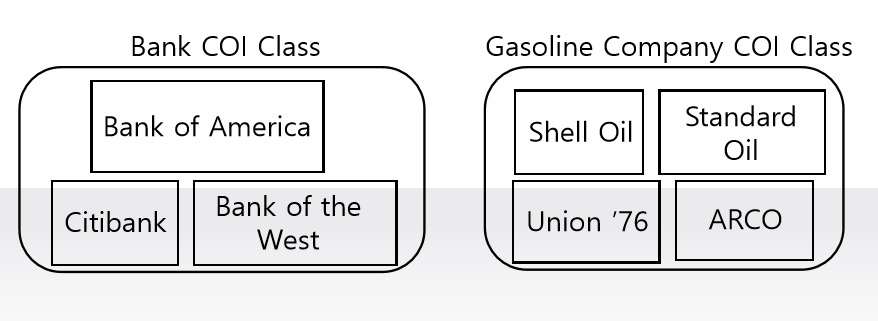 Bank COI Class
Gasoline Company COI Class
Bank of America
Citibank
Bank of the
West
Shell Oil
Standard
Oil
Union ’76
ARCO